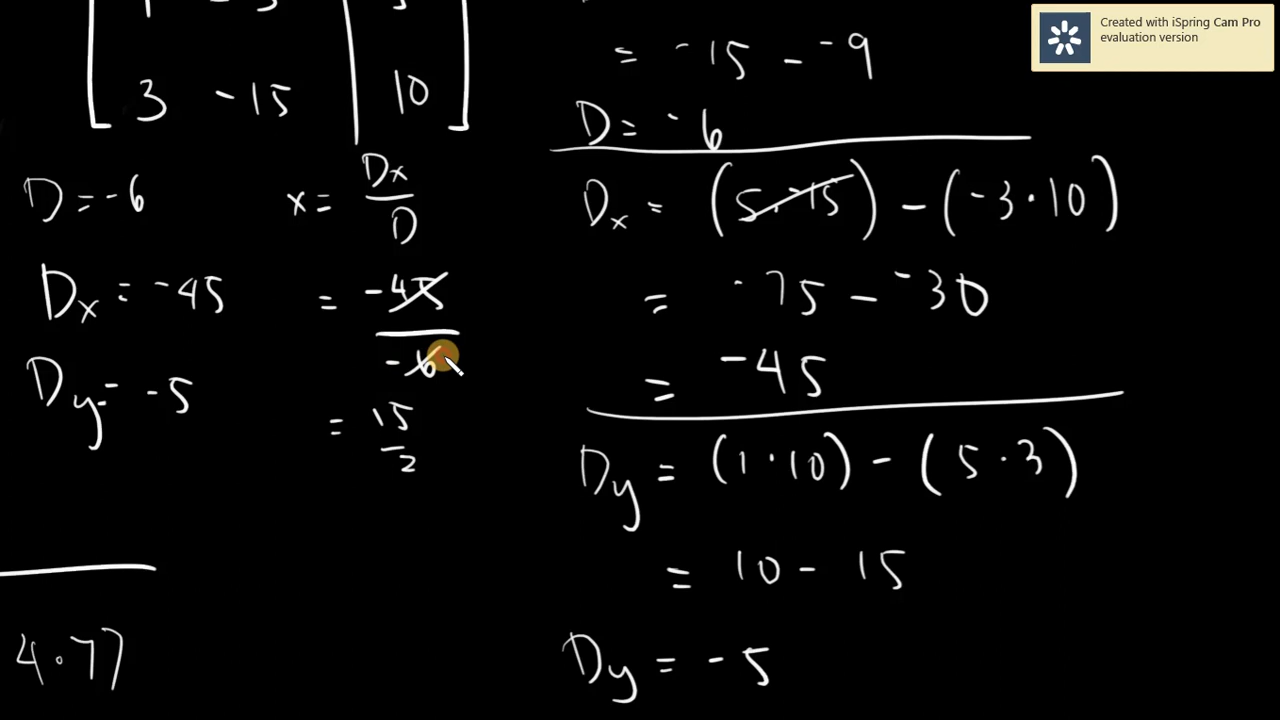 3 -15 | 10
D = -6
Dx = -45
Dy = -5
4.77
x = Dx / D
= -45 / -6
= 15 / 2
= -15 - -9
D = -6
Dx = (5 · -15) - (-3 · 10)
= -75 - -30
= -45
Dy = (1 · 10) - (5 · 3)
= 10 - 15
Dy = -5
Created with iSpring Cam Pro
evaluation version